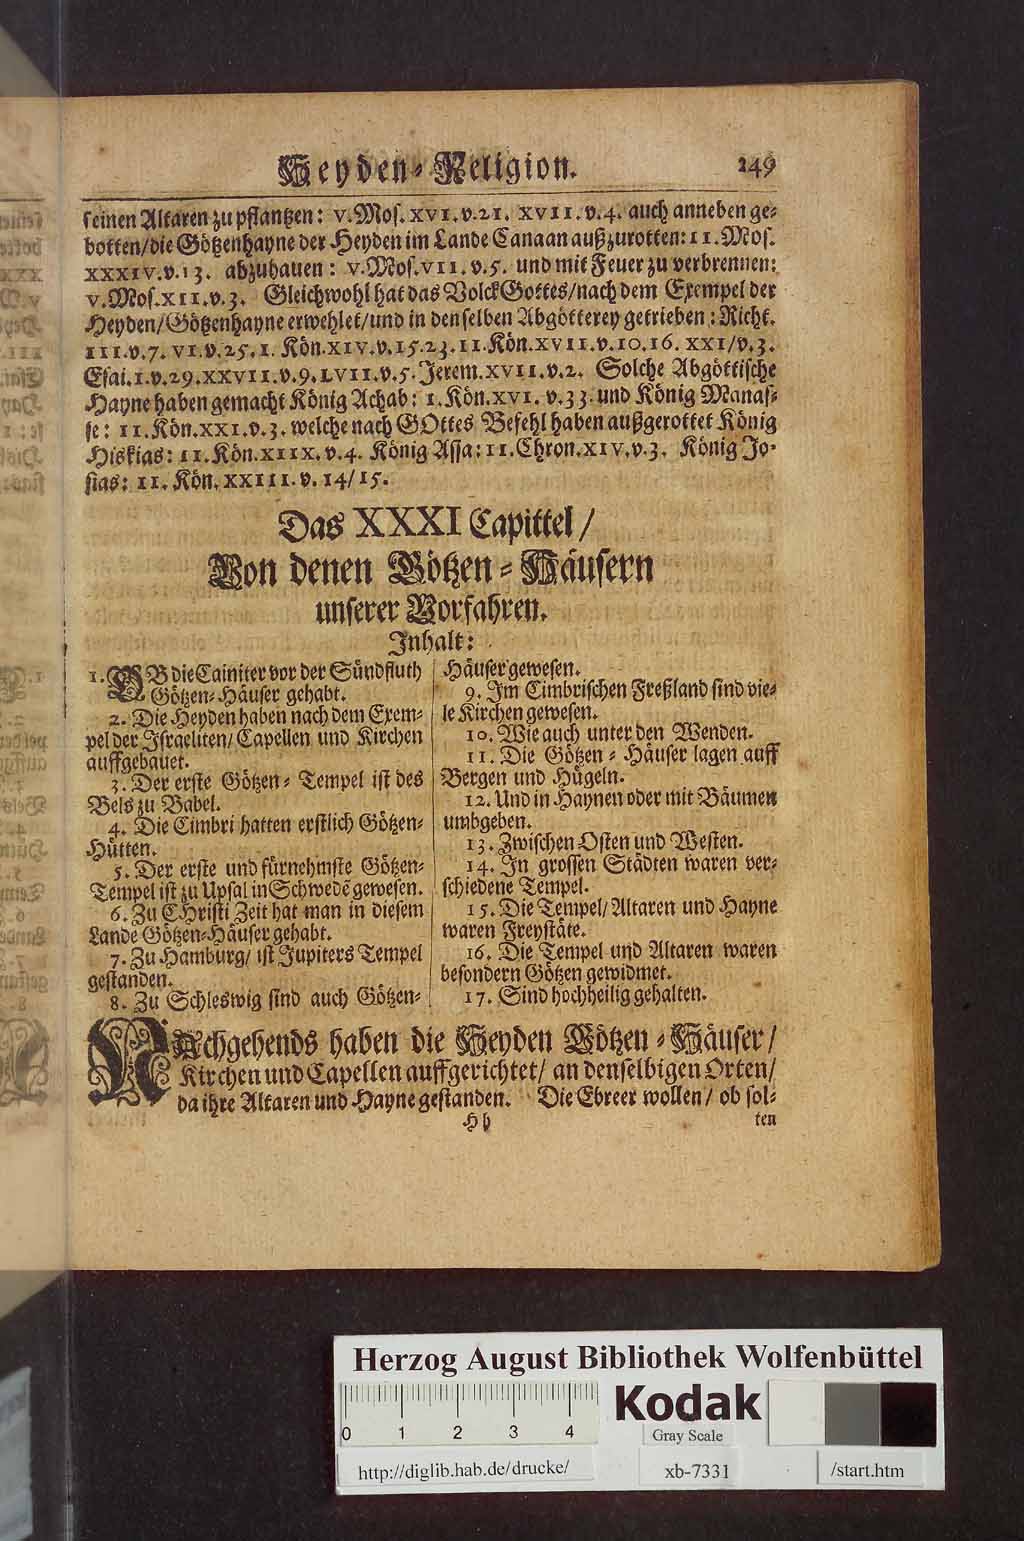 Heyden-Religion. 249
seinen Altaren zu pflantzen: v. Mos. XVI. v. 21. XVII. v. 4. auch anneben ge-
botten/die Götzenhayne der Heyden im Lande Canaan außzurotten: II. Mos.
XXXIV. v. 13. abzuhauen: v. Mos. VII. v. 5. und mit Feuer zu verbrennen:
v. Mos. XII. v. 3. Gleichwohl hat das Volck Gottes/nach dem Exempel der
Heyden/Götzenhayne erwehlet/und in denselben Abgötterey getrieben: Richt.
III. v. 7. VI. v. 25. 1. Kön. XIV. v. 15. 23. II. Kön. XVII. v. 10. 16. XXI/v. 3.
Esai. 1. v. 29. XXVII. v. 9. LVII. v. 5. Jerem. XVII. v. 2. Solche Abgöttische
Hayne haben gemacht König Achab: 1. Kön. XVI. v. 33. und König Manas-
se: II. Kön. XXI. v. 3. welche nach GOttes Befehl haben außgerottet König
Hiskias: II. Kön. XIIX. v. 4. König Assa: II. Chron. XIV. v. 3. König Jo-
sias: II. Kön. XXIII. v. 14/15.
Das XXXI Capittel/
Von denen Götzen-Häusern
unserer Vorfahren.
Inhalt:
1. OB die Cainiter vor der Sündfluth
Götzen-Häuser gehabt.
2. Die Heyden haben nach dem Exem-
pel der Israeliten/Capellen und Kirchen
auffgebauet.
3. Der erste Götzen-Tempel ist des
Bels zu Babel.
4. Die Cimbri hatten erstlich Götzen-
Hütten.
5. Der erste und fürnehmste Götzen-
Tempel ist zu Upsal in Schwedẽ gewesen.
6. Zu CHristi Zeit hat man in diesem
Lande Götzen-Häuser gehabt.
7. Zu Hamburg/ist Jupiters Tempel
gestanden.
8. Zu Schleswig sind auch Götzen-
Häuser gewesen.
9. Im Cimbrischen Freßland sind vie-
le Kirchen gewesen.
10. Wie auch unter den Wenden.
11. Die Götzen-Häuser lagen auff
Bergen und Hügeln.
12. Und in Haynen oder mit Bäumen
umbgeben.
13. Zwischen Osten und Westen.
14. In grossen Städten waren ver-
schiedene Tempel.
15. Die Tempel/Altaren und Hayne
waren Freystäte.
16. Die Tempel und Altaren waren
besondern Götzen gewidmet.
17. Sind hochheilig gehalten.
NAchgehends haben die Heyden Götzen-Häuser/
Kirchen und Capellen auffgerichtet/an denselbigen Orten/
da ihre Altaren und Hayne gestanden. Die Ebreer wollen/ob sol-
Hh ten
Herzog August Bibliothek Wolfenbüttel
0 1 2 3 4
Kodak
Gray Scale
http://diglib.hab.de/drucke/ xb-7331 /start.htm